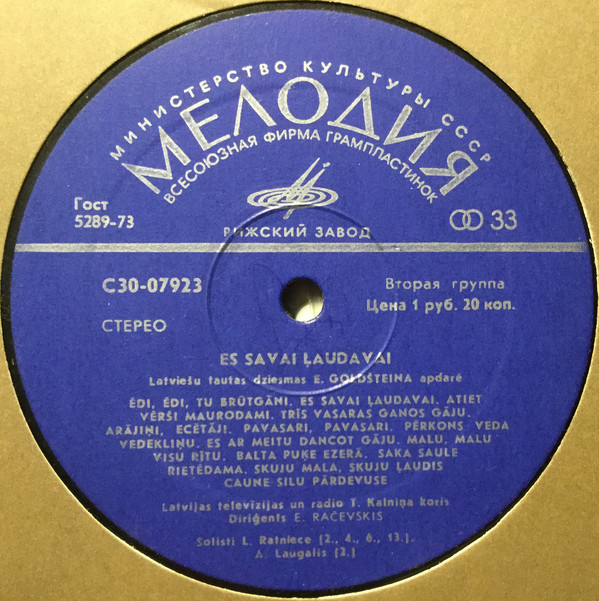 МИНИСТЕРСТВО КУЛЬТУРЫ СССР
МЕЛОДИЯ
ВСЕСОЮЗНАЯ ФИРМА ГРАМПЛАСТИНОК
Гост
5289-73
33
РИЖСКИЙ ЗАВОД
С30-07923
Вторая группа
Цена 1 руб. 20 коп.
СТЕРЕО
ES SAVAI ĻAUDAVAI
Latviešu tautas dziesmas E. GOLDŠTEINA apdarē
ĒDI, ĒDI, TU BRŪTGĀNI. ES SAVAI ĻAUDAVAI. ATIET
VĒRŠI MAURODAMI. TRĪS VASARAS GANOS GĀJU.
ARĀJIŅI, ECĒTĀJI. PAVASARI, PAVASARI. PĒRKONS VEDA
VEDEKLIŅU. ES AR MEITU DANCOT GĀJU. MALU, MALU
VISU RĪTU. BALTA PUĶE EZERĀ. SAKA SAULE
RIETĒDAMA. SKUJU MALA, SKUJU ĻAUDIS
CAUNE SILU PĀRDEVUSE
Latvijas televīzijas un radio T. Kalniņa koris
Diriģents E. RAČEVSKIS
Solisti L. Ratniece [2., 4., 6., 13.]
A. Laugalis [2.]